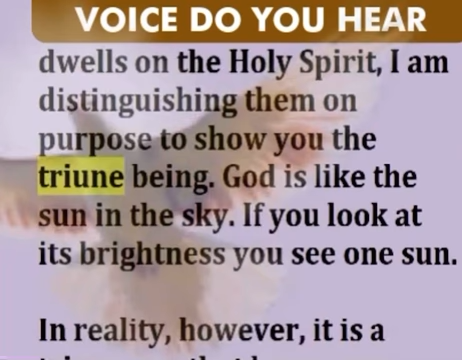 VOICE DO YOU HEAR
dwells on the Holy Spirit, I am
distinguishing them on
purpose to show you the
triune being. God is like the
sun in the sky. If you look at
its brightness you see one sun.
In reality, however, it is a